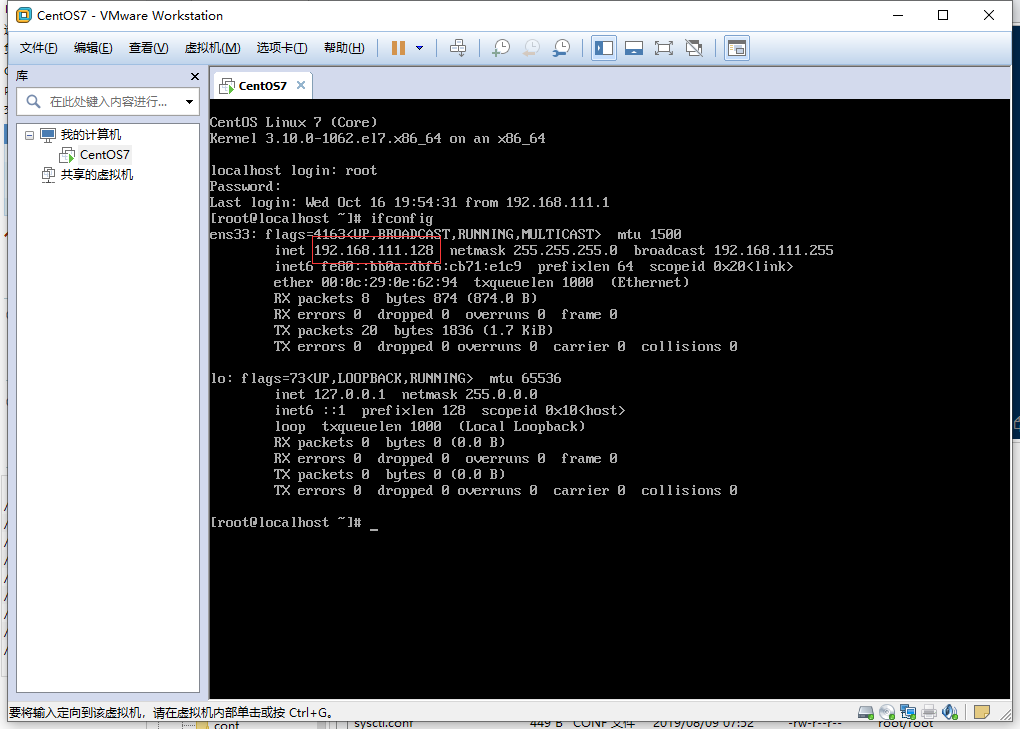 CentOS7 - VMware Workstation
文件(F) 编辑(E) 查看(V) 虚拟机(M) 选项卡(T) 帮助(H)
库
在此处键入内容进行...
我的计算机
CentOS7
共享的虚拟机
CentOS7
CentOS Linux 7 (Core)
Kernel 3.10.0-1062.el7.x86_64 on an x86_64
localhost login: root
Password:
Last login: Wed Oct 16 19:54:31 from 192.168.111.1
[root@localhost ~]# ifconfig
ens33: flags=4163<UP,BROADCAST,RUNNING,MULTICAST>  mtu 1500
inet 192.168.111.128  netmask 255.255.255.0  broadcast 192.168.111.255
inet6 fe80::bb0a:dbf6:cb71:e1c9  prefixlen 64  scopeid 0x20<link>
ether 00:0c:29:0e:62:94  txqueuelen 1000  (Ethernet)
RX packets 8  bytes 874 (874.0 B)
RX errors 0  dropped 0  overruns 0  frame 0
TX packets 20  bytes 1836 (1.7 KiB)
TX errors 0  dropped 0 overruns 0  carrier 0  collisions 0
lo: flags=73<UP,LOOPBACK,RUNNING>  mtu 65536
inet 127.0.0.1  netmask 255.0.0.0
inet6 ::1  prefixlen 128  scopeid 0x10<host>
loop  txqueuelen 1000  (Local Loopback)
RX packets 0  bytes 0 (0.0 B)
RX errors 0  dropped 0  overruns 0  frame 0
TX packets 0  bytes 0 (0.0 B)
TX errors 0  dropped 0 overruns 0  carrier 0  collisions 0
[root@localhost ~]# _
要将输入定向到该虚拟机，请在虚拟机内部单击或按 Ctrl+G。
conf sysctl.conf 449 B CONF 文件 2019/08/09 07:52 -rw-r--r-- root/root